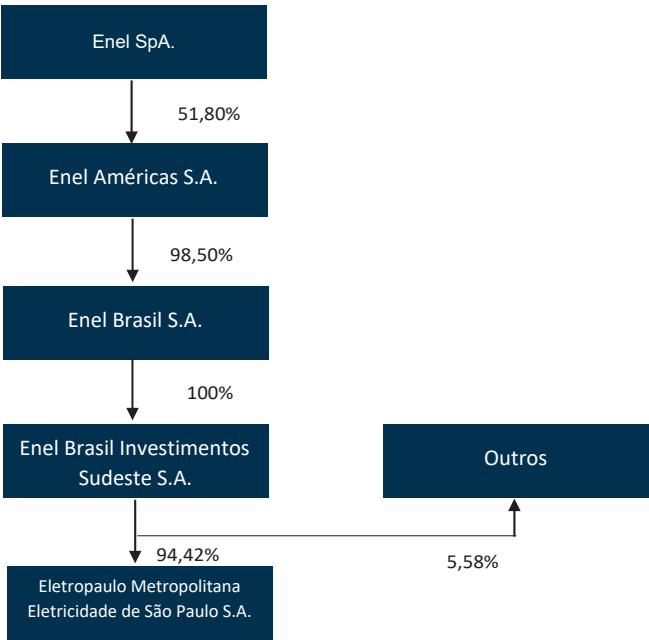 Enel SpA.
51,80%
Enel Américas S.A.
98,50%
Enel Brasil S.A.
100%
Enel Brasil Investimentos
Sudeste S.A.
Outros
94,42%
5,58%
Eletropaulo Metropolitana
Eletricidade de São Paulo S.A.